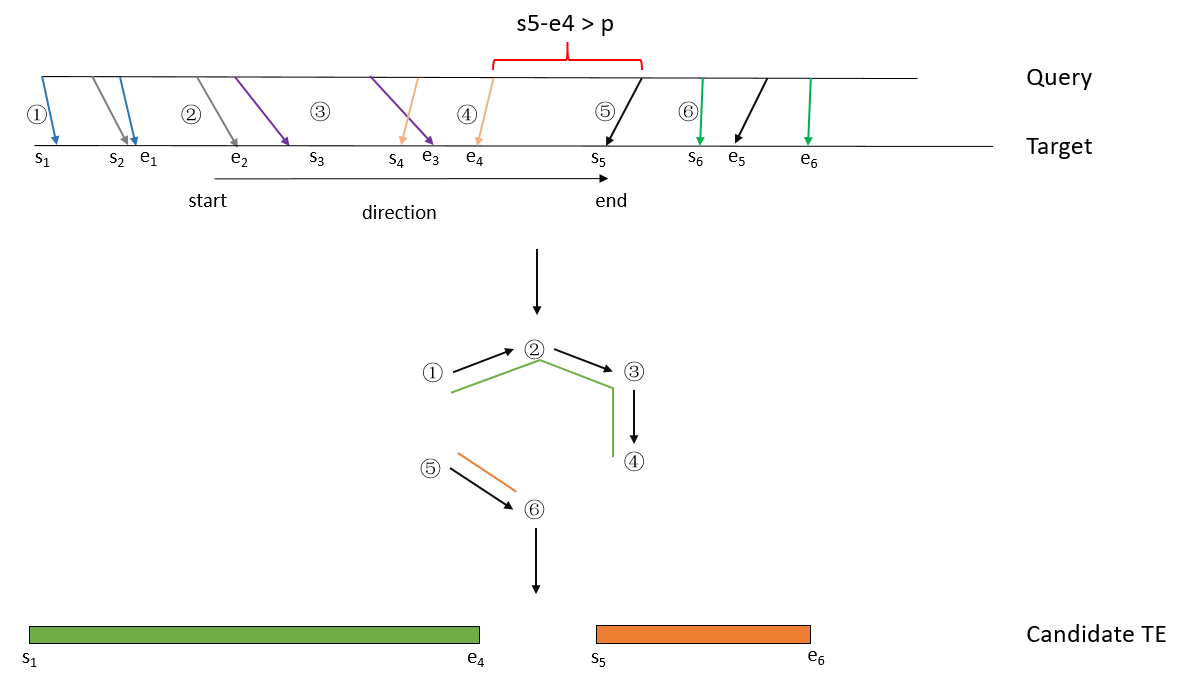 s5-e4 > p
Query
① ② ③ ④ ⑤ ⑥
Target
s₁ s₂ e₁ e₂ s₃ s₄ e₃ e₄ s₅ s₆ e₅ e₆
start end
direction
②
① ③
⑤ ④
⑥
Candidate TE
s₁ e₄ s₅ e₆